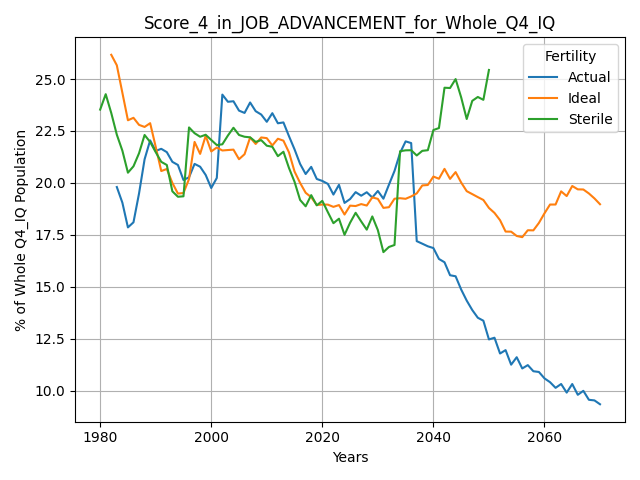 Score_4_in_JOB_ADVANCEMENT_for_Whole_Q4_IQ
Fertility
Actual
Ideal
Sterile
% of Whole Q4_IQ Population
25.0
22.5
20.0
17.5
15.0
12.5
10.0
1980 2000 2020 2040 2060
Years